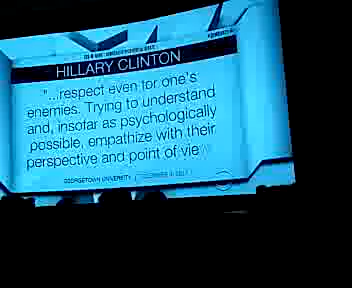 HILLARY CLINTON
"...respect even for one's
enemies. Trying to understand
and, insofar as psychologically
possible, empathize with their
perspective and point of view
GEORGETOWN UNIVERSITY